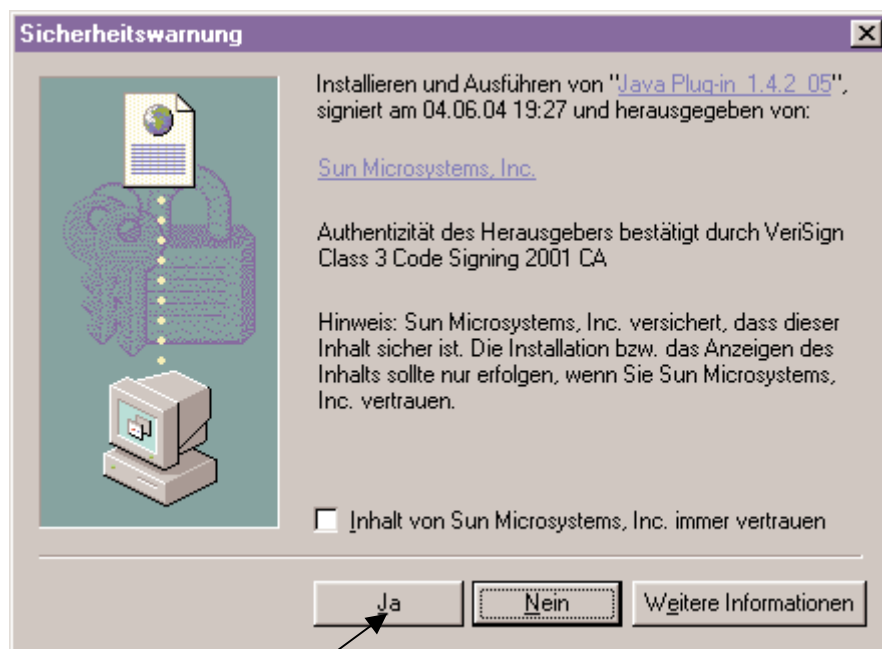 Sicherheitswarnung
Installieren und Ausführen von "Java Plug-in 1.4.2_05",
signiert am 04.06.04 19:27 und herausgegeben von:
Sun Microsystems, Inc.
Authentizität des Herausgebers bestätigt durch VeriSign
Class 3 Code Signing 2001 CA
Hinweis: Sun Microsystems, Inc. versichert, dass dieser
Inhalt sicher ist. Die Installation bzw. das Anzeigen des
Inhalts sollte nur erfolgen, wenn Sie Sun Microsystems,
Inc. vertrauen.
Inhalt von Sun Microsystems, Inc. immer vertrauen
Ja Nein Weitere Informationen